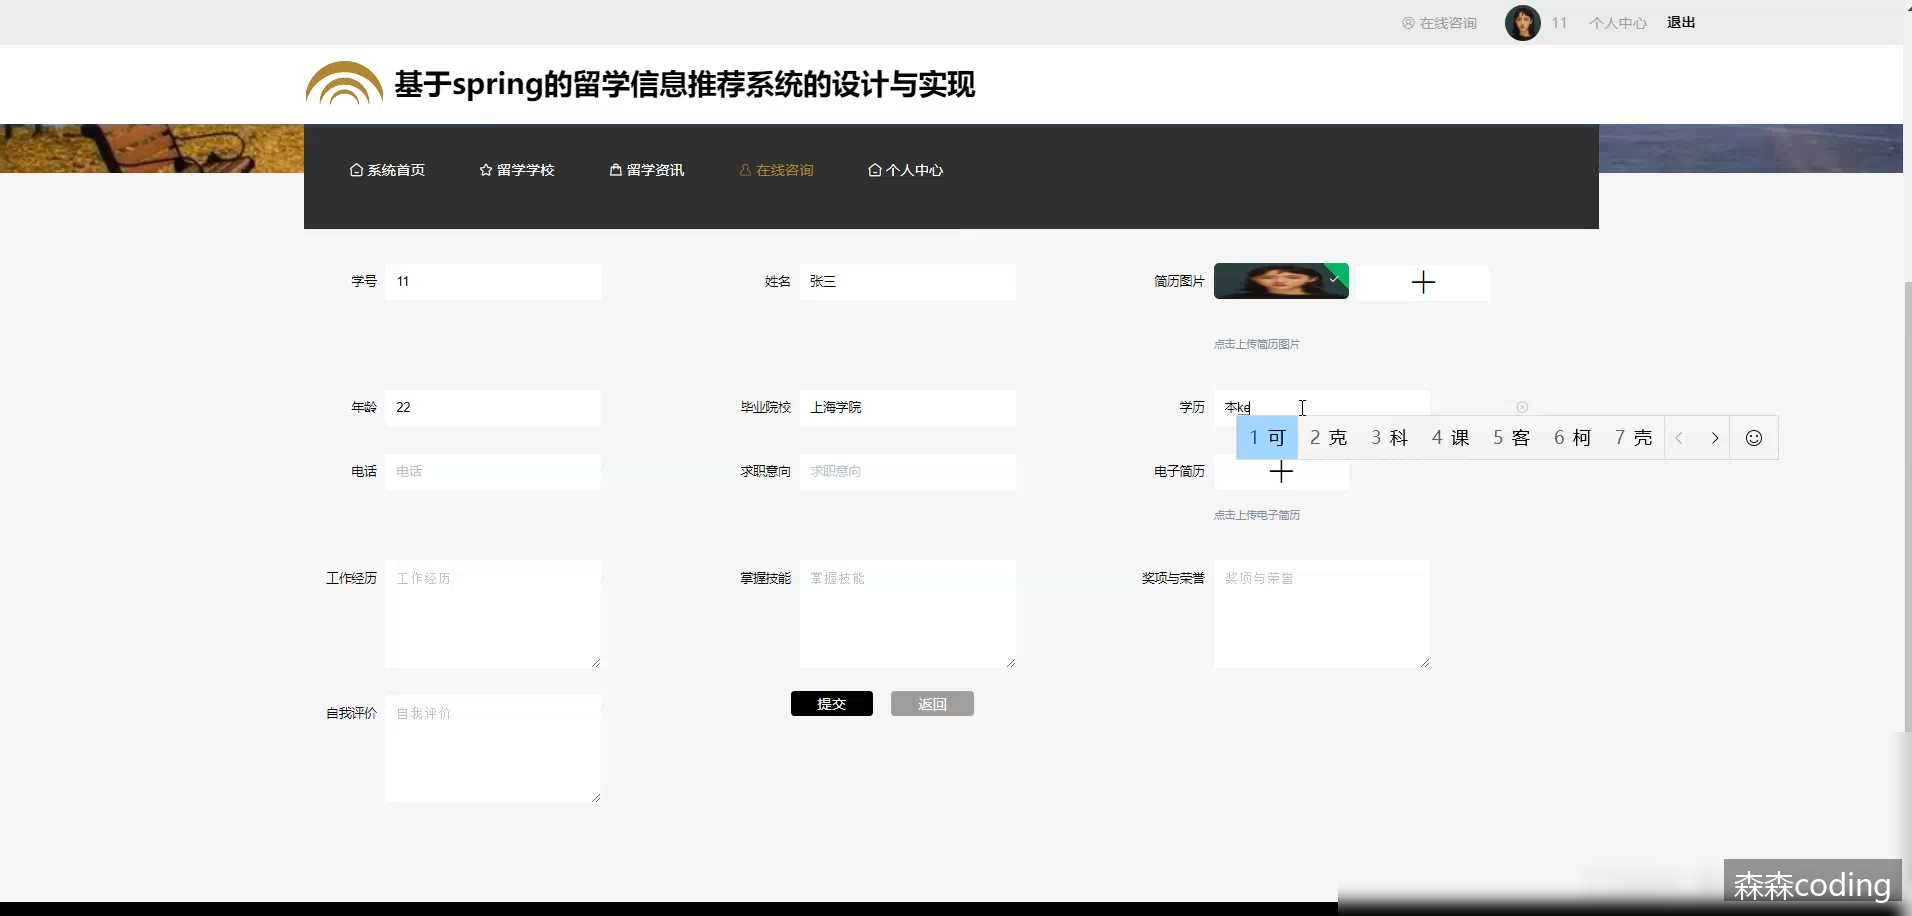 在线咨询 11 个人中心 退出
基于spring的留学信息推荐系统的设计与实现
系统首页 留学学校 留学资讯 在线咨询 个人中心
学号 11 姓名 张三 简历图片
点击上传简历图片
年龄 22 毕业院校 上海学院 学历 本ke
1 可 2 克 3 科 4 课 5 客 6 柯 7 壳
电话 电话 求职意向 求职意向 电子简历
点击上传电子简历
工作经历 工作经历 掌握技能 掌握技能 奖项与荣誉 奖项与荣誉
提交 返回
自我评价 自我评价
森森coding